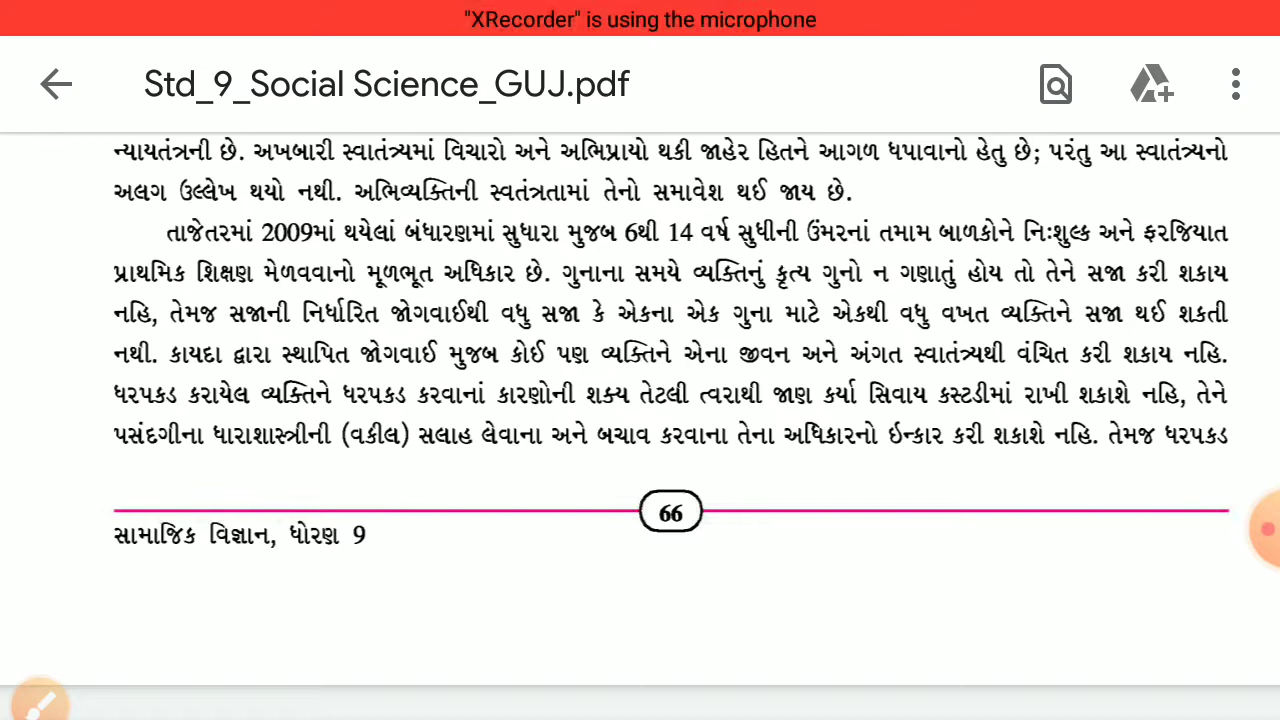 "XRecorder" is using the microphone
Std_9_Social Science_GUJ.pdf
ન્યાયતંત્રની છે. અખબારી સ્વાતંત્ર્યમાં વિચારો અને અભિપ્રાયો થકી જાહેર હિતને આગળ ધપાવાનો હેતુ છે; પરંતુ આ સ્વાતંત્ર્યનો
અલગ ઉલ્લેખ થયો નથી. અભિવ્યક્તિની સ્વતંત્રતામાં તેનો સમાવેશ થઈ જાય છે.
તાજેતરમાં 2009માં થયેલાં બંધારણમાં સુધારા મુજબ 6થી 14 વર્ષ સુધીની ઉંમરનાં તમામ બાળકોને નિઃશુલ્ક અને ફરજિયાત
પ્રાથમિક શિક્ષણ મેળવવાનો મૂળભૂત અધિકાર છે. ગુનાના સમયે વ્યક્તિનું કૃત્ય ગુનો ન ગણાતું હોય તો તેને સજા કરી શકાય
નહિ, તેમજ સજાની નિર્ધારિત જોગવાઈથી વધુ સજા કે એકના એક ગુના માટે એકથી વધુ વખત વ્યક્તિને સજા થઈ શકતી
નથી. કાયદા દ્વારા સ્થાપિત જોગવાઈ મુજબ કોઈ પણ વ્યક્તિને એના જીવન અને અંગત સ્વાતંત્ર્યથી વંચિત કરી શકાય નહિ.
ધરપકડ કરાયેલ વ્યક્તિને ધરપકડ કરવાનાં કારણોની શક્ય તેટલી ત્વરાથી જાણ કર્યા સિવાય કસ્ટડીમાં રાખી શકાશે નહિ, તેને
પસંદગીના ધારાશાસ્ત્રીની (વકીલ) સલાહ લેવાના અને બચાવ કરવાના તેના અધિકારનો ઇન્કાર કરી શકાશે નહિ. તેમજ ધરપકડ
66
સામાજિક વિજ્ઞાન, ધોરણ 9